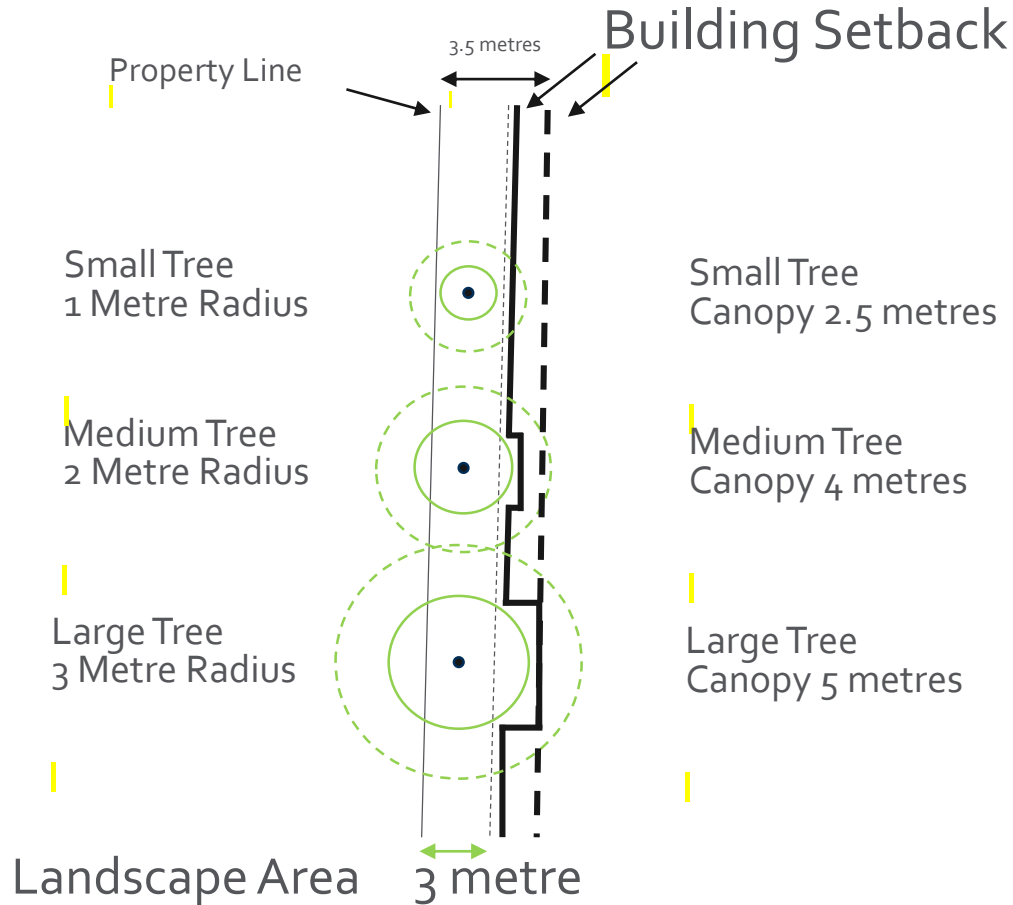 Building Setback
3.5 metres
Property Line
Small Tree
1 Metre Radius
Small Tree
Canopy 2.5 metres
Medium Tree
2 Metre Radius
Medium Tree
Canopy 4 metres
Large Tree
3 Metre Radius
Large Tree
Canopy 5 metres
Landscape Area
3 metre